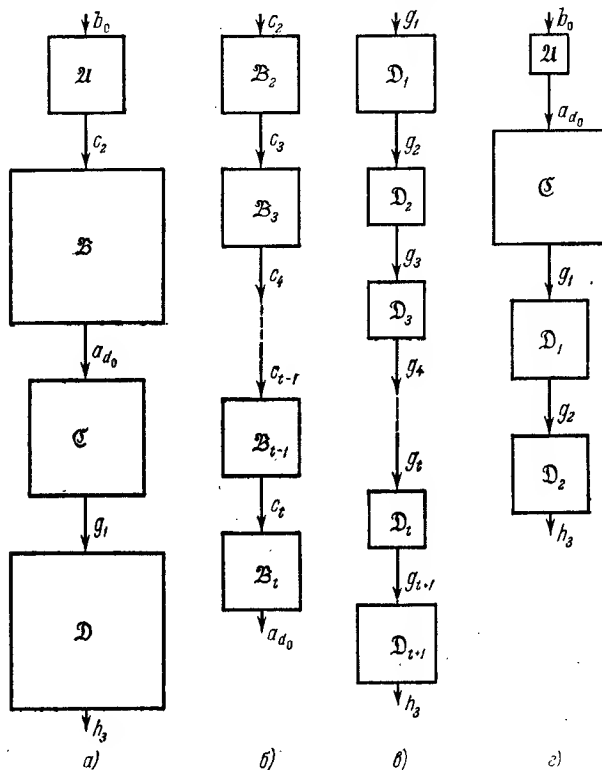 b₀
𝔄
c₂
𝔅
a_{d₀}
ℭ
g₁
𝔇
h₃
а)
c₂
𝔅₂
c₃
𝔅₃
c₄
c_{t-1}
𝔅_{t-1}
c_t
𝔅_t
a_{d₀}
б)
g₁
𝔇₁
g₂
𝔇₂
g₃
𝔇₃
g₄
g_t
𝔇_t
g_{t+1}
𝔇_{t+1}
h₃
в)
b₀
𝔄
a_{d₀}
ℭ
g₁
𝔇₁
g₂
𝔇₂
h₃
г)